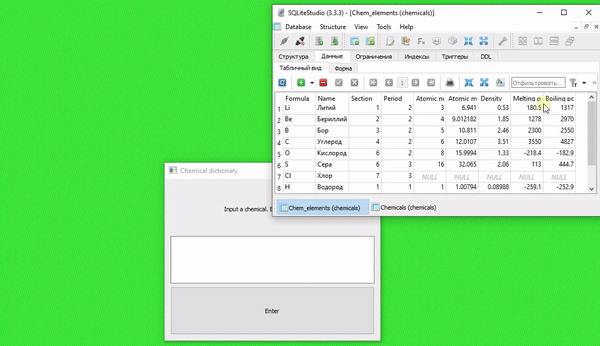 SQLiteStudio (3.3.3) - [Chem_elements (chemicals)]
Database Structure View Tools Help
Структура Данные Ограничения Индексы Триггеры DDL
Табличный вид Форма
1 Отфильтровать...
Formula Name Section Period Atomic Atomic m Density Melting p Boiling pc
1 Li Литий 1 2 3 6.941 0.53 180.5 1317
2 Be Бериллий 2 2 4 9.012182 1.85 1278 2970
3 B Бор 3 2 5 10.811 2.46 2300 2550
4 C Углерод 4 2 6 12.0107 3.51 3550 4827
5 O Кислород 6 2 8 15.9994 1.33 -218.4 -182.9
6 S Сера 6 3 16 32.065 2.06 113 444.7
7 Cl Хлор 7 3 NULL NULL NULL NULL NULL
8 H Водород 1 1 1 1.00794 0.08988 -259.1 -252.9
Chem_elements (chemicals) Chemicals (chemicals)
Chemical dictionary
Input a chemical.
Enter